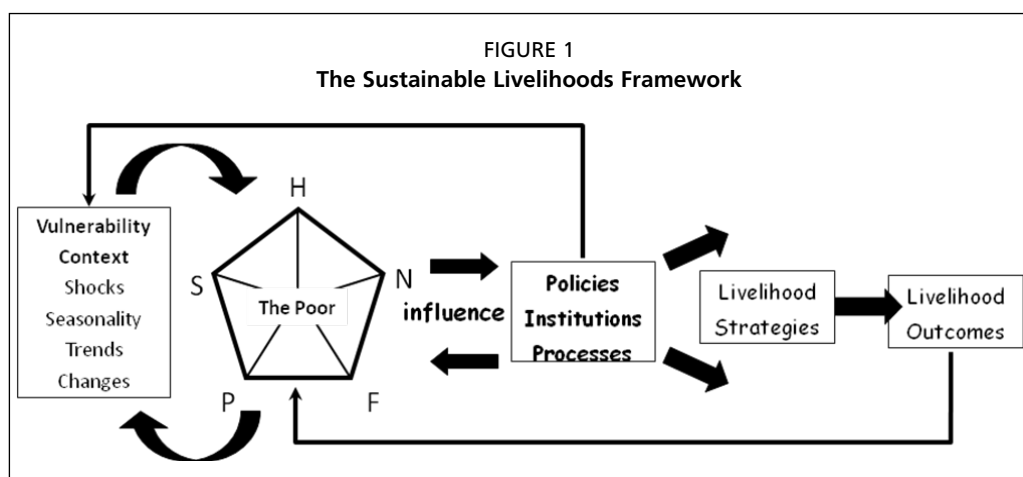 FIGURE 1
The Sustainable Livelihoods Framework
Vulnerability
Context
Shocks
Seasonality
Trends
Changes
H
S
N
The Poor
P
F
influence
Policies
Institutions
Processes
Livelihood
Strategies
Livelihood
Outcomes